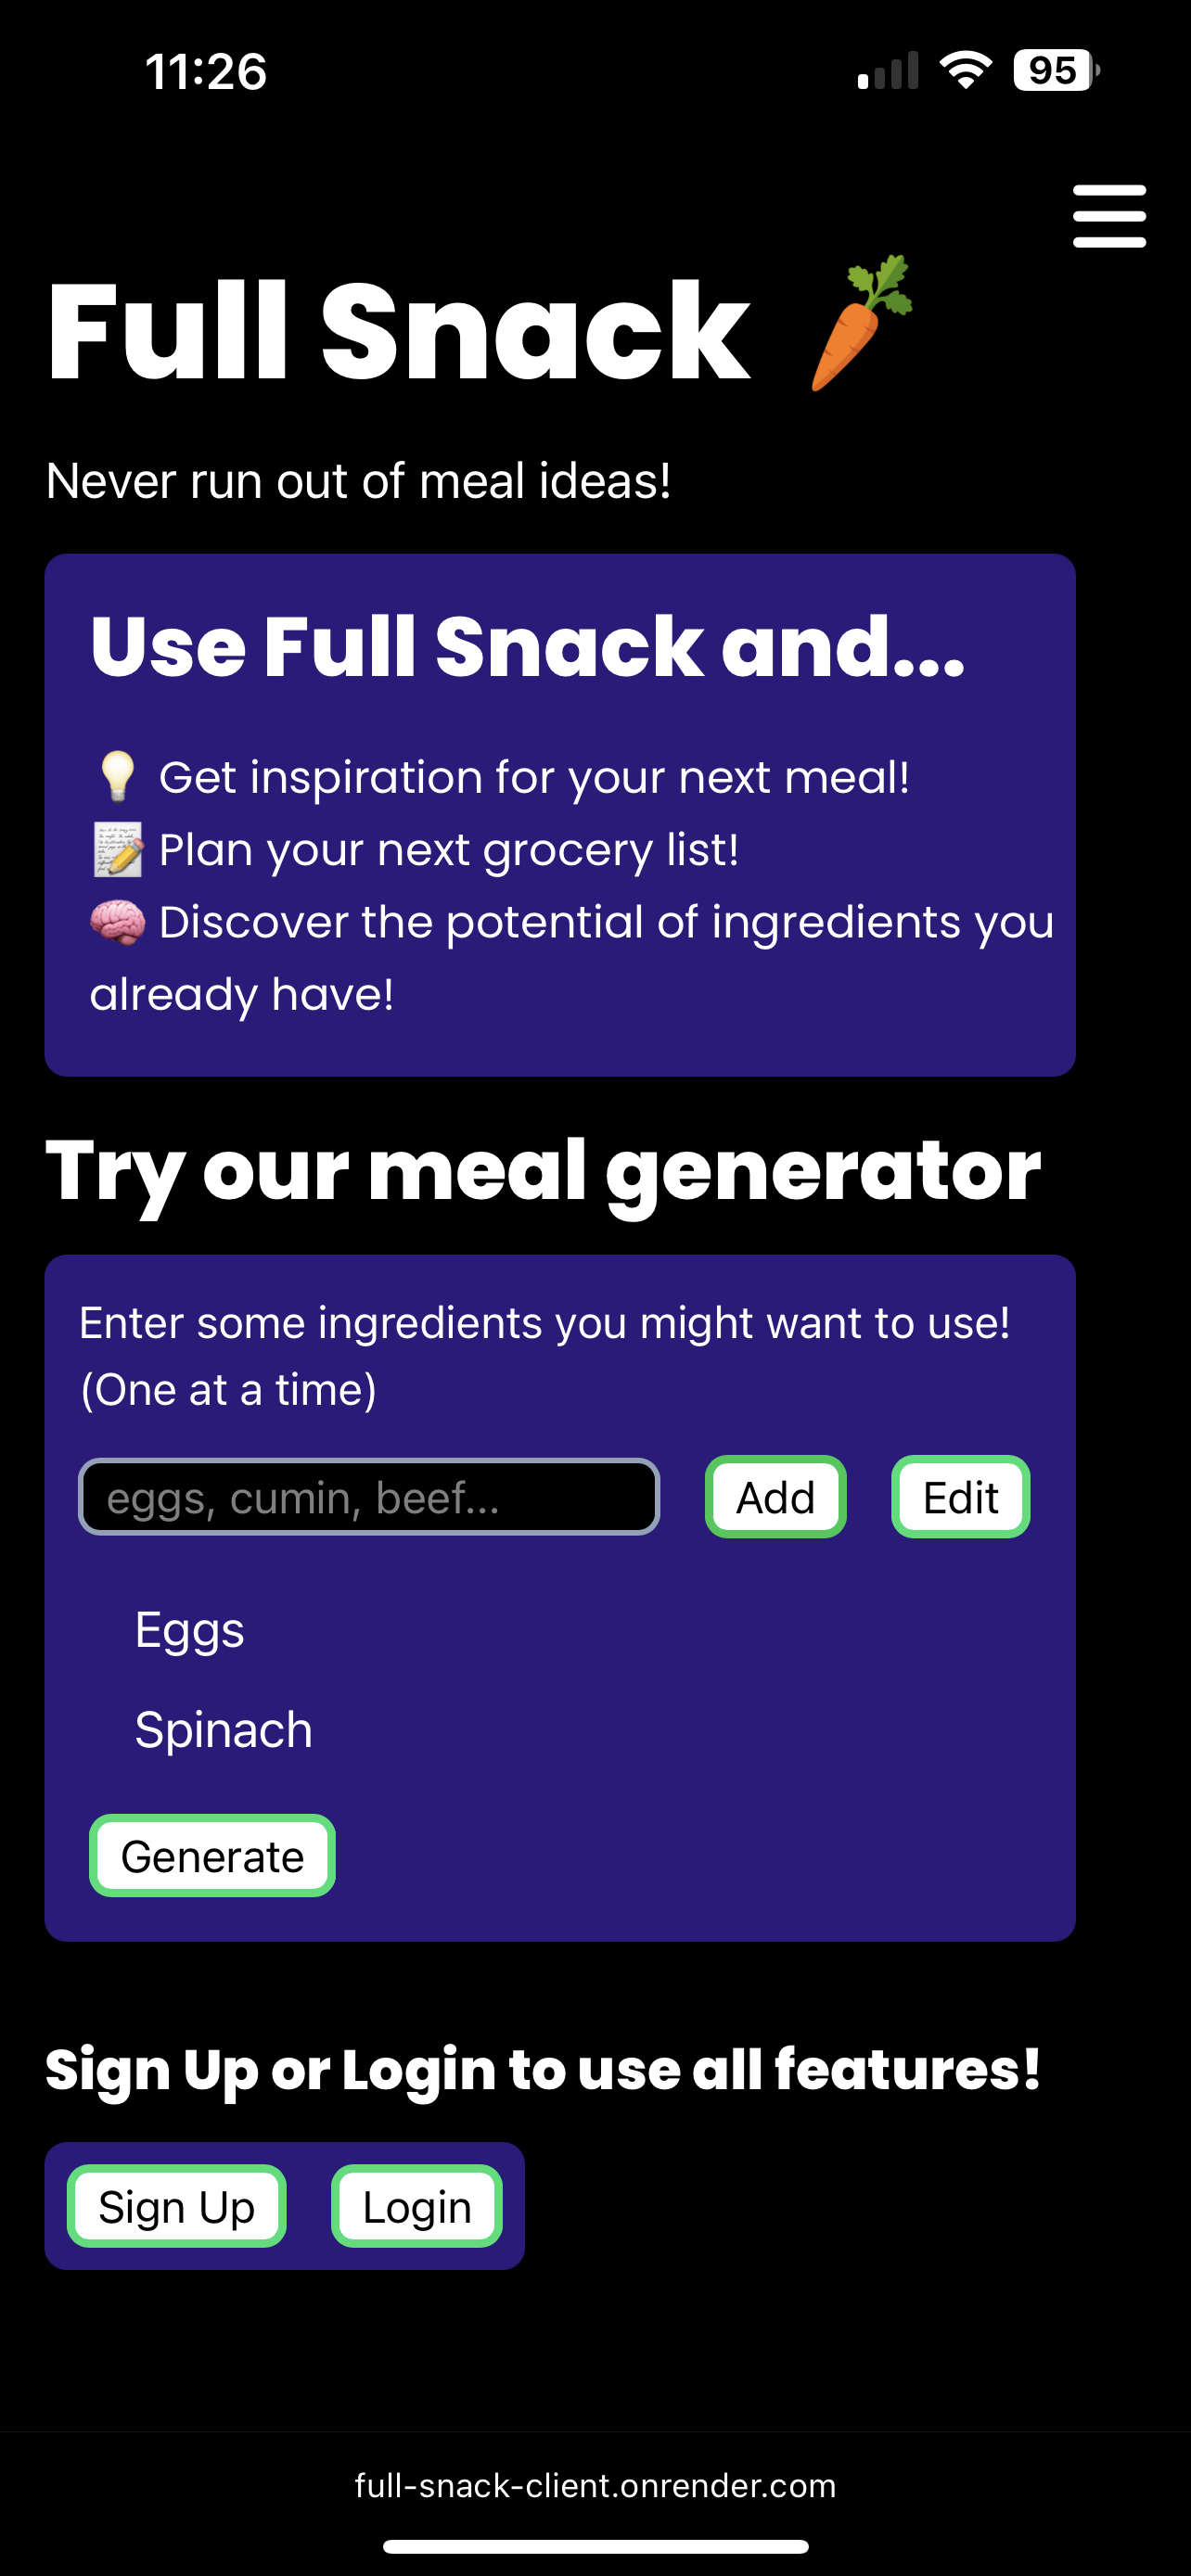 11:26
95
Full Snack 🥕
Never run out of meal ideas!
Use Full Snack and...
💡 Get inspiration for your next meal!
📝 Plan your next grocery list!
🧠 Discover the potential of ingredients you
already have!
Try our meal generator
Enter some ingredients you might want to use!
(One at a time)
eggs, cumin, beef...
Add
Edit
Eggs
Spinach
Generate
Sign Up or Login to use all features!
Sign Up
Login
full-snack-client.onrender.com